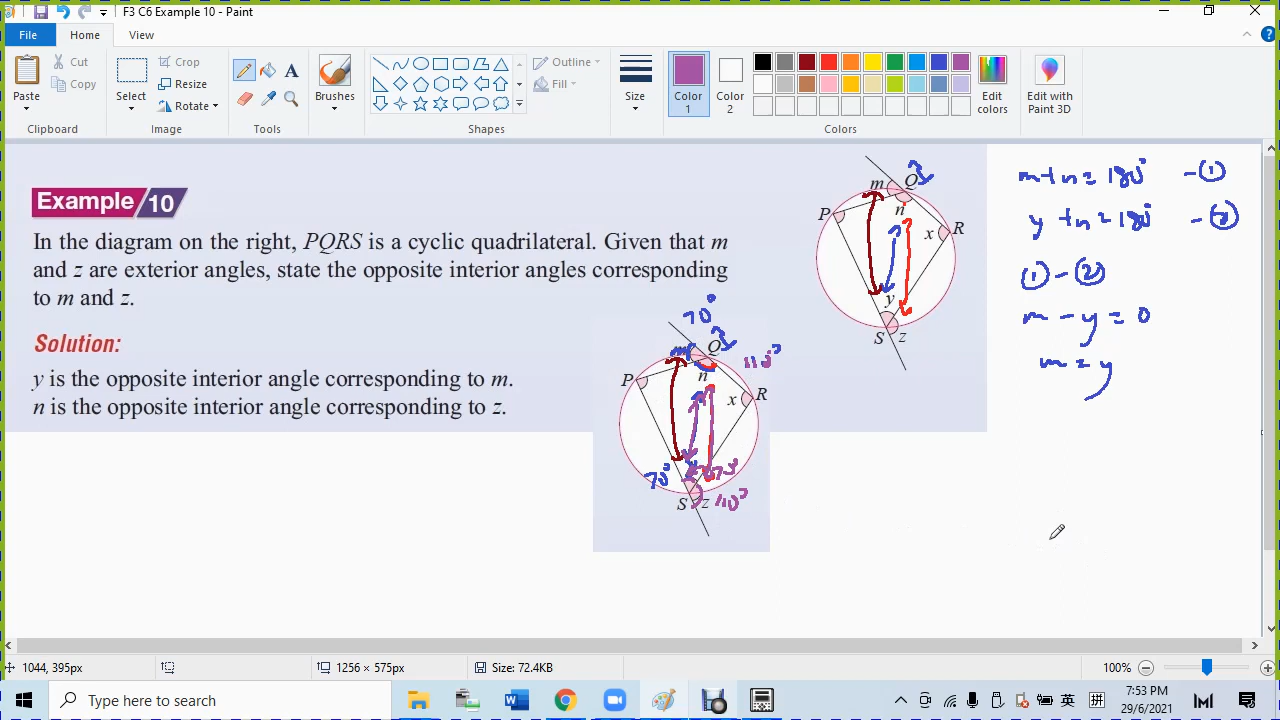 F3 C6 Example 10 - Paint
File
Home
View
Paste
Cut
Copy
Clipboard
Select
Crop
Resize
Rotate
Image
A
Tools
Brushes
Outline
Fill
Shapes
Size
Color 1
Color 2
Edit colors
Edit with Paint 3D
Colors
Example 10
In the diagram on the right, PQRS is a cyclic quadrilateral. Given that m
and z are exterior angles, state the opposite interior angles corresponding
to m and z.
Solution:
y is the opposite interior angle corresponding to m.
n is the opposite interior angle corresponding to z.
m Q
P
n
x R
y
S z
70°
m Q
110°
P
n
x R
70°
S z 110°
m+n=180° -①
y+n=180° -②
①-②
m-y=0
m=y
1044, 395px
1256 × 575px
Size: 72.4KB
100%
Type here to search
英
拼
7:53 PM
29/6/2021